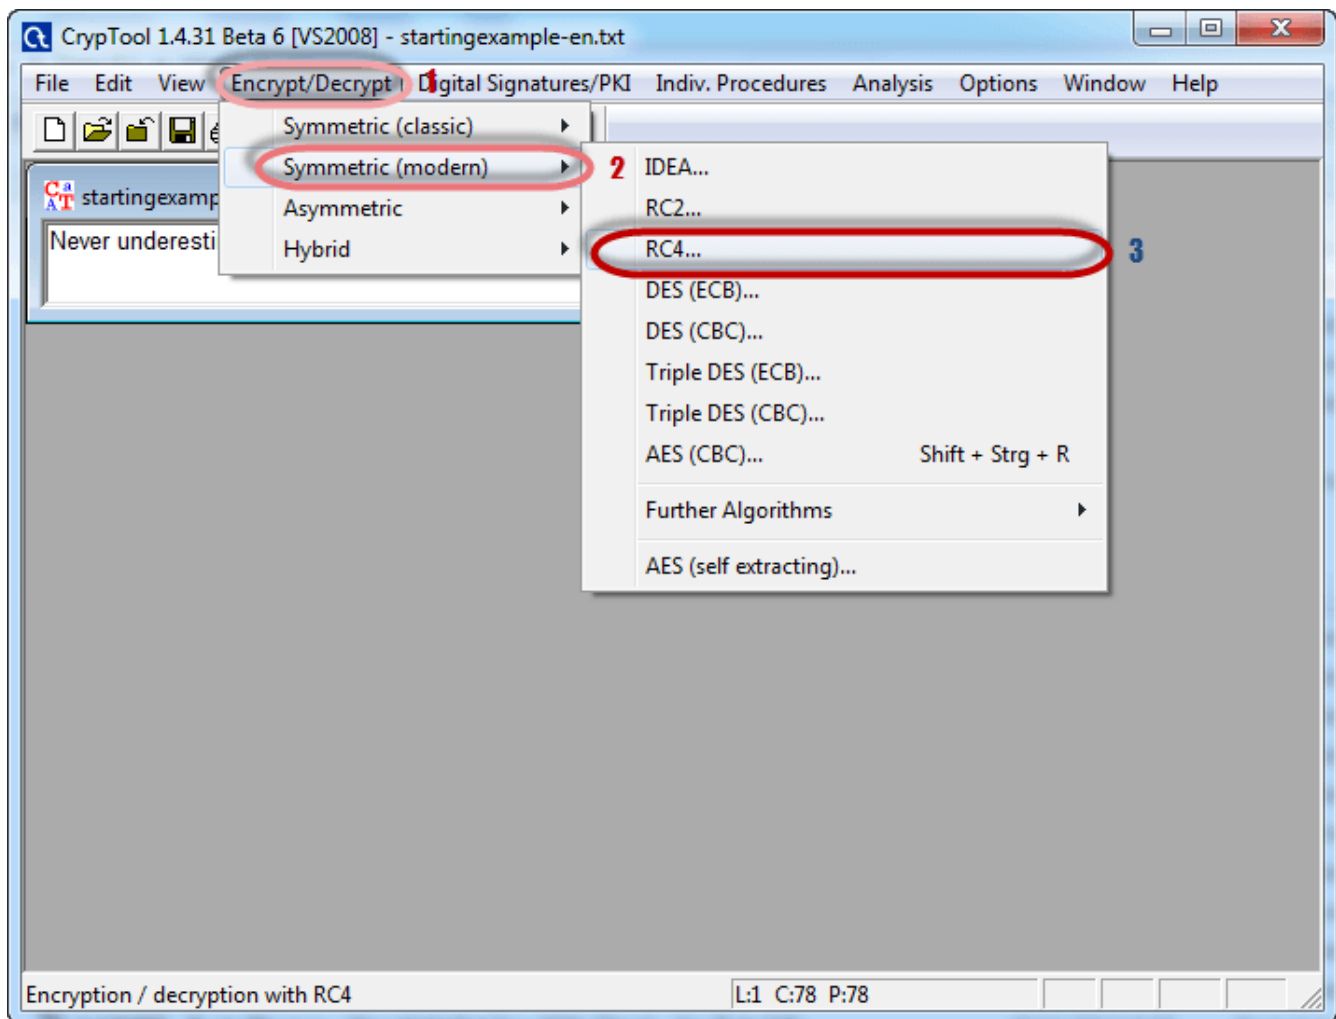 CrypTool 1.4.31 Beta 6 [VS2008] - startingexample-en.txt
File Edit View Encrypt/Decrypt 1 Digital Signatures/PKI Indiv. Procedures Analysis Options Window Help
Symmetric (classic)
Symmetric (modern) 2
Asymmetric
Hybrid
IDEA...
RC2...
RC4... 3
DES (ECB)...
DES (CBC)...
Triple DES (ECB)...
Triple DES (CBC)...
AES (CBC)... Shift + Strg + R
Further Algorithms
AES (self extracting)...
startingexamp
Never underesti
Encryption / decryption with RC4 L:1 C:78 P:78